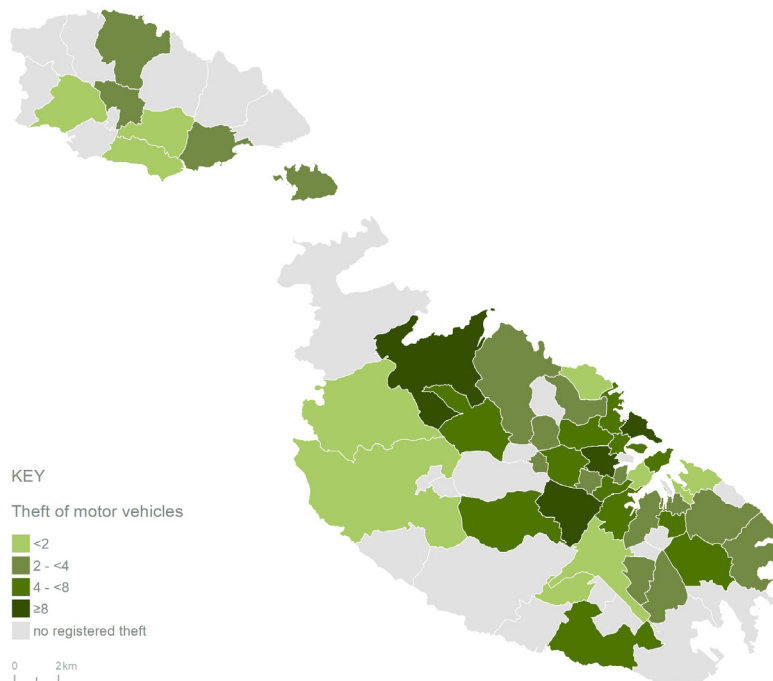 KEY
Theft of motor vehicles
<2
2 - <4
4 - <8
≥8
no registered theft
0 2km